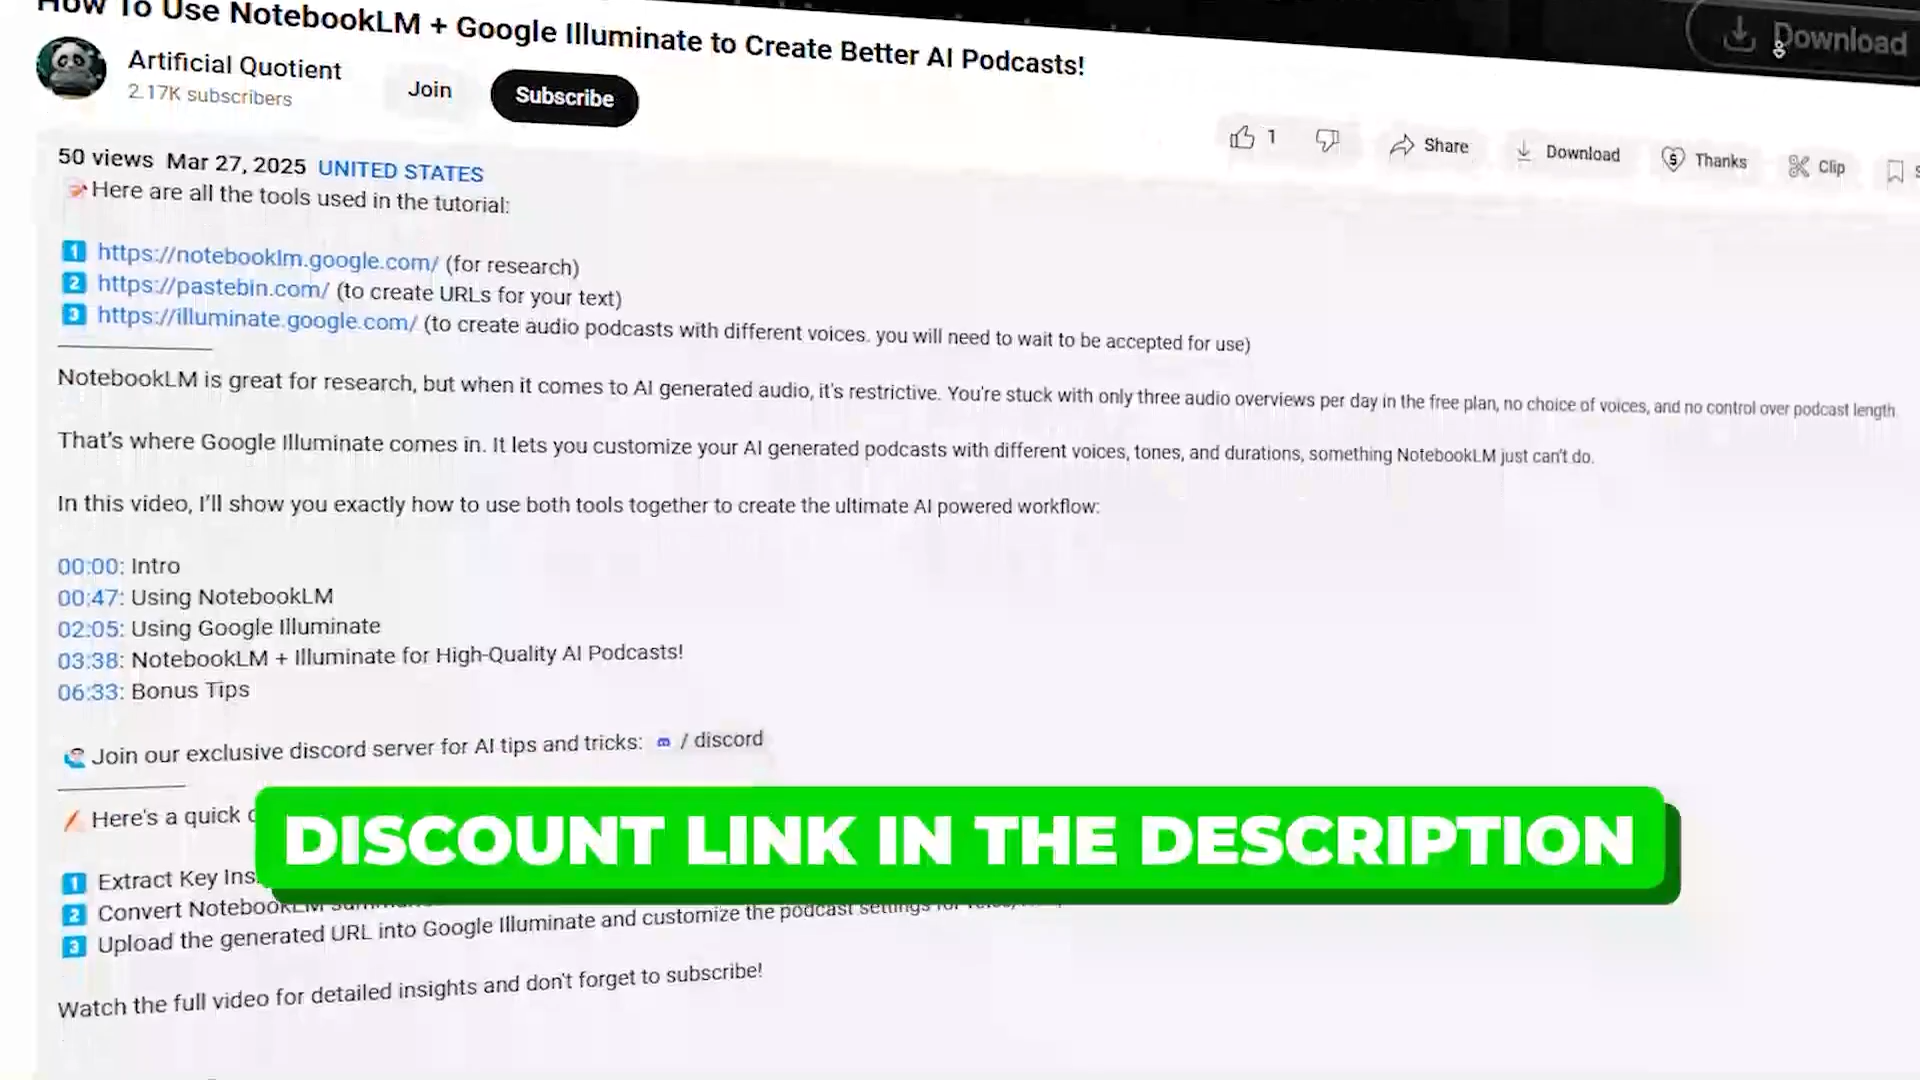 How To Use NotebookLM + Google Illuminate to Create Better AI Podcasts!
Download
Artificial Quotient
2.17K subscribers
Join
Subscribe
1
Share
Download
Thanks
Clip
50 views Mar 27, 2025 UNITED STATES
Here are all the tools used in the tutorial:
1 https://notebooklm.google.com/ (for research)
2 https://pastebin.com/ (to create URLs for your text)
3 https://illuminate.google.com/ (to create audio podcasts with different voices. you will need to wait to be accepted for use)
NotebookLM is great for research, but when it comes to AI generated audio, it's restrictive. You're stuck with only three audio overviews per day in the free plan, no choice of voices, and no control over podcast length.
That's where Google Illuminate comes in. It lets you customize your AI generated podcasts with different voices, tones, and durations, something NotebookLM just can't do.
In this video, I'll show you exactly how to use both tools together to create the ultimate AI powered workflow:
00:00: Intro
00:47: Using NotebookLM
02:05: Using Google Illuminate
03:38: NotebookLM + Illuminate for High-Quality AI Podcasts!
06:33: Bonus Tips
Join our exclusive discord server for AI tips and tricks: / discord
Here's a quick
DISCOUNT LINK IN THE DESCRIPTION
1 Extract Key
2 Convert NotebookLM
3 Upload the generated URL into Google Illuminate and customize the podcast settings for
Watch the full video for detailed insights and don't forget to subscribe!